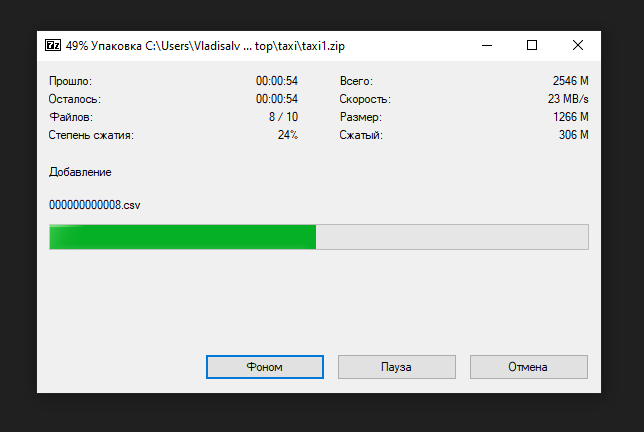 7z 49% Упаковка C:\Users\Vladisalv ... top\taxi\taxi1.zip
Прошло: 00:00:54 Всего: 2546 M
Осталось: 00:00:54 Скорость: 23 MB/s
Файлов: 8 / 10 Размер: 1266 M
Степень сжатия: 24% Сжатый: 306 M
Добавление
000000000008.csv
Фоном Пауза Отмена